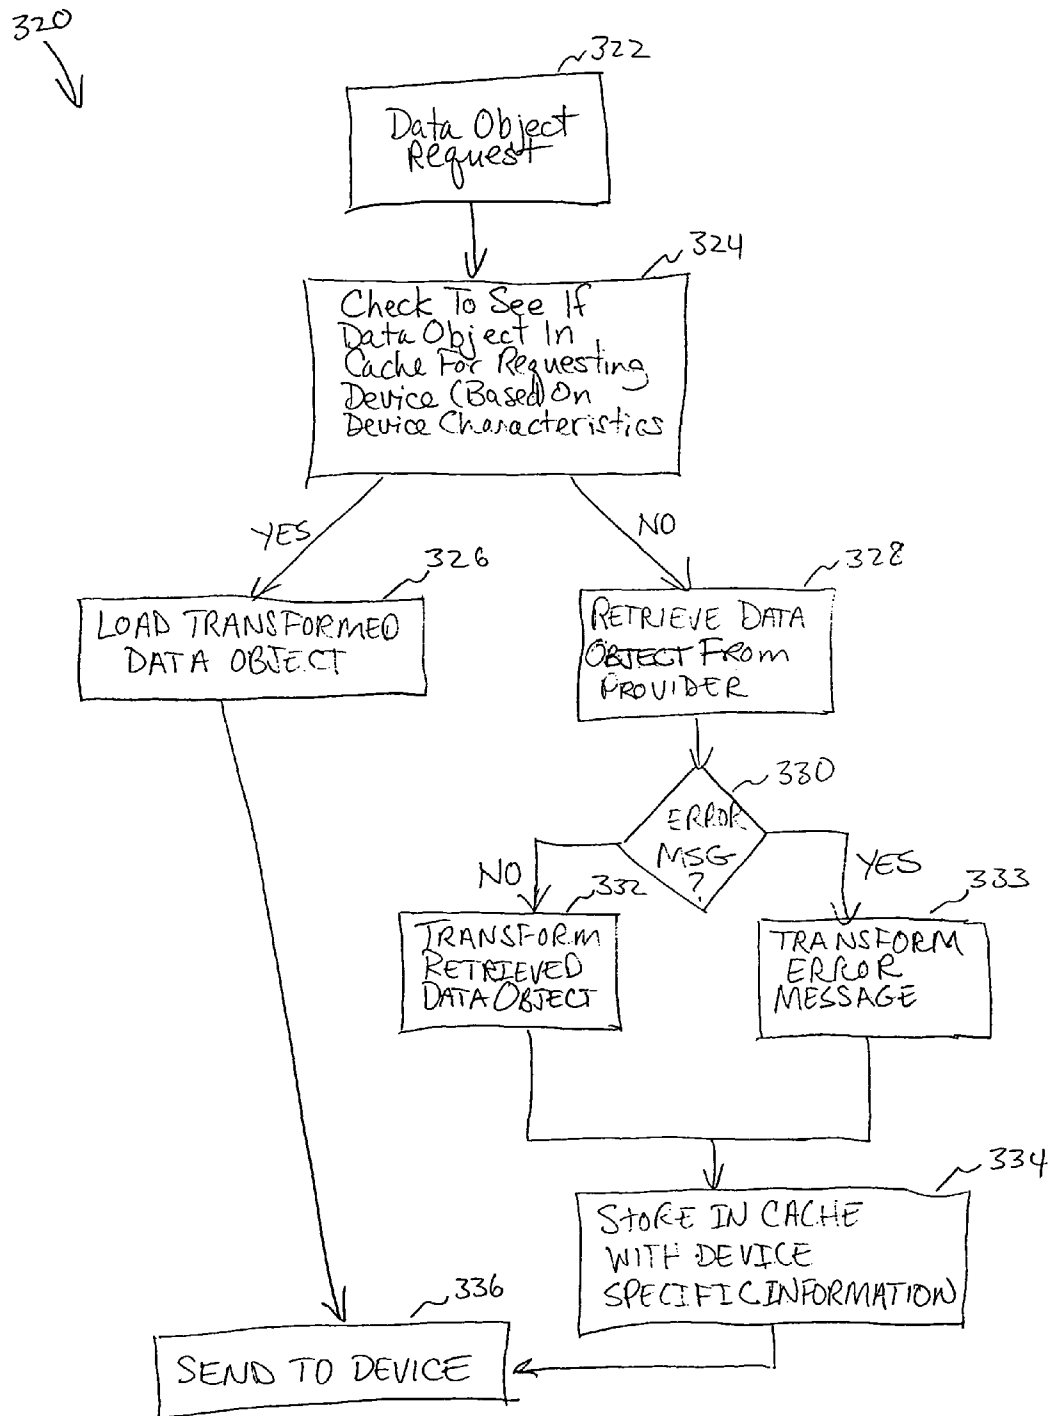 320
322
Data Object
Request
324
Check To See If
Data Object In
Cache For Requesting
Device (Based On
Device Characteristics
YES
NO
326
LOAD TRANSFORMED
DATA OBJECT
328
RETRIEVE DATA
OBJECT FROM
PROVIDER
330
ERROR
MSG
?
NO
YES
332
TRANSFORM
RETRIEVED
DATA OBJECT
333
TRANSFORM
ERROR
MESSAGE
334
STORE IN CACHE
WITH DEVICE
SPECIFIC INFORMATION
336
SEND TO DEVICE